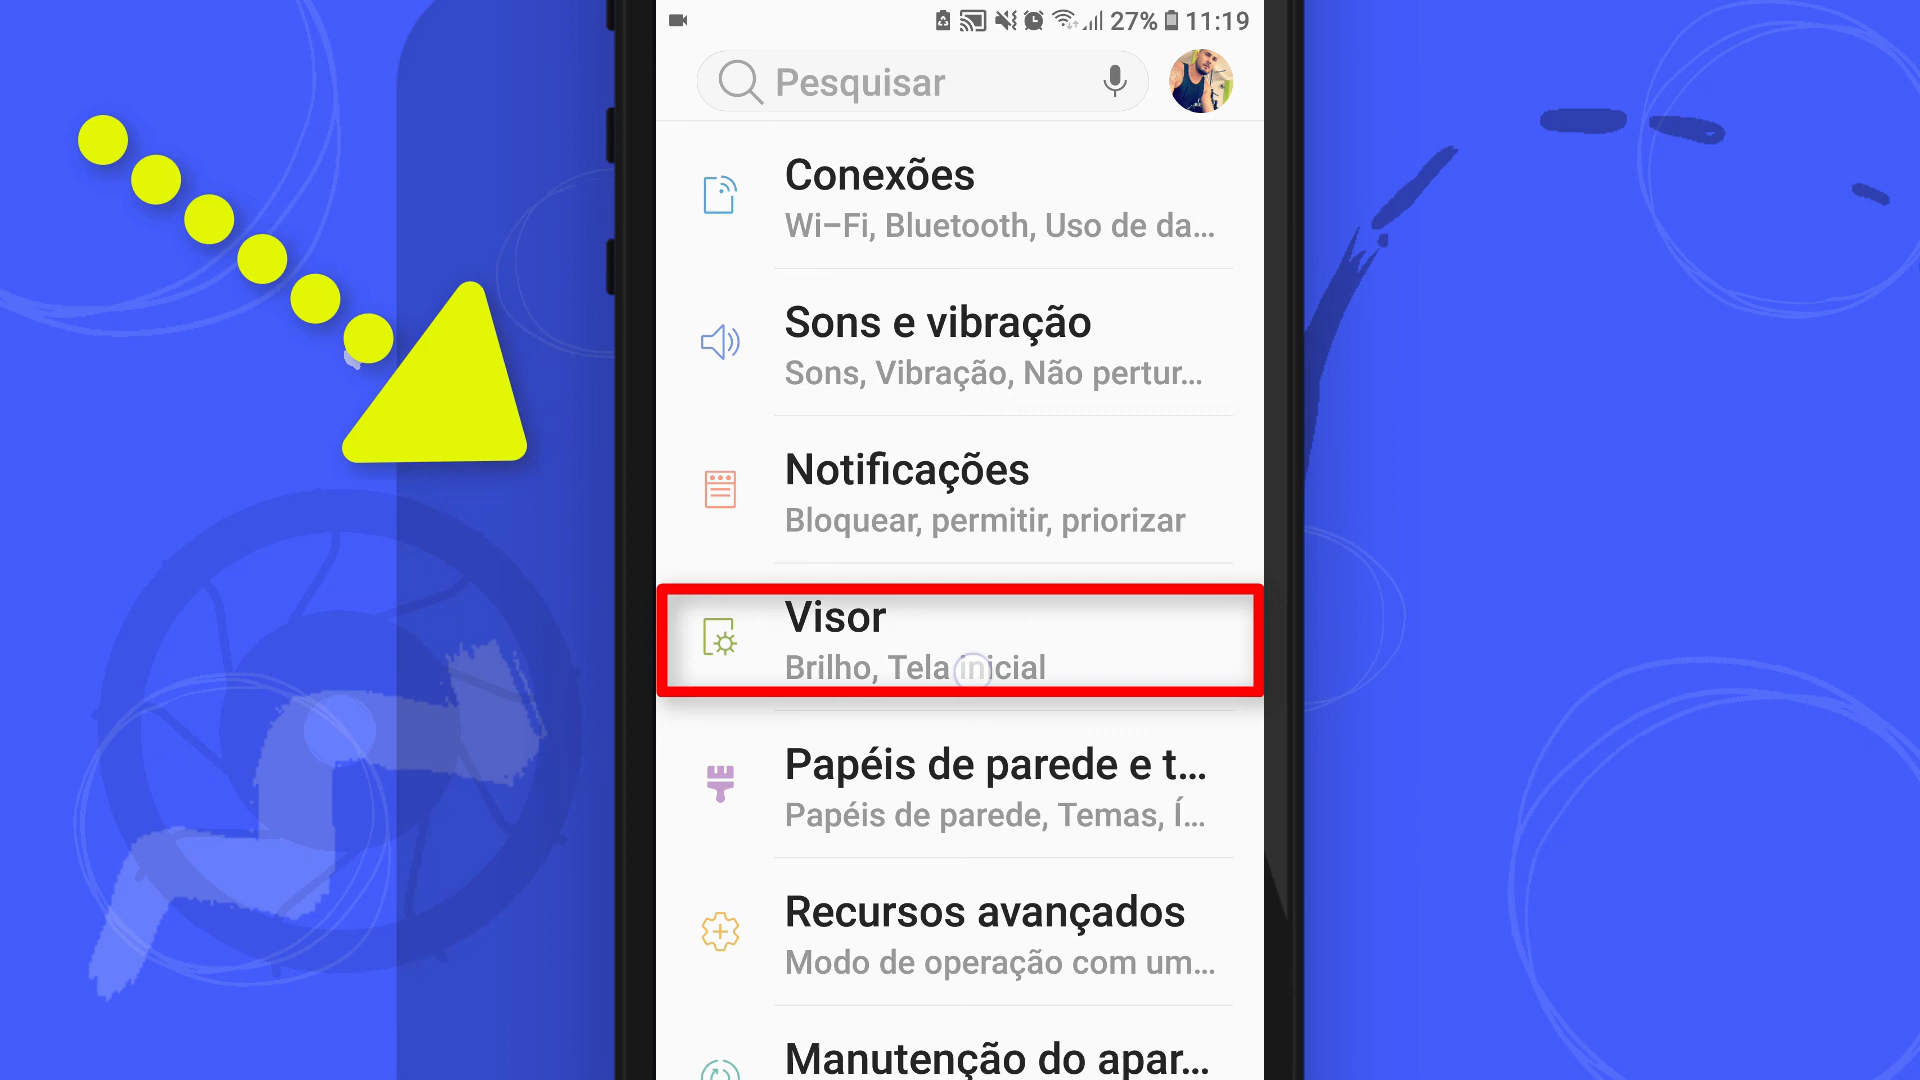 27% 11:19
Pesquisar
Conexões
Wi-Fi, Bluetooth, Uso de da...
Sons e vibração
Sons, Vibração, Não pertur...
Notificações
Bloquear, permitir, priorizar
Visor
Brilho, Tela inicial
Papéis de parede e t...
Papéis de parede, Temas, Í...
Recursos avançados
Modo de operação com um...
Manutenção do apar...